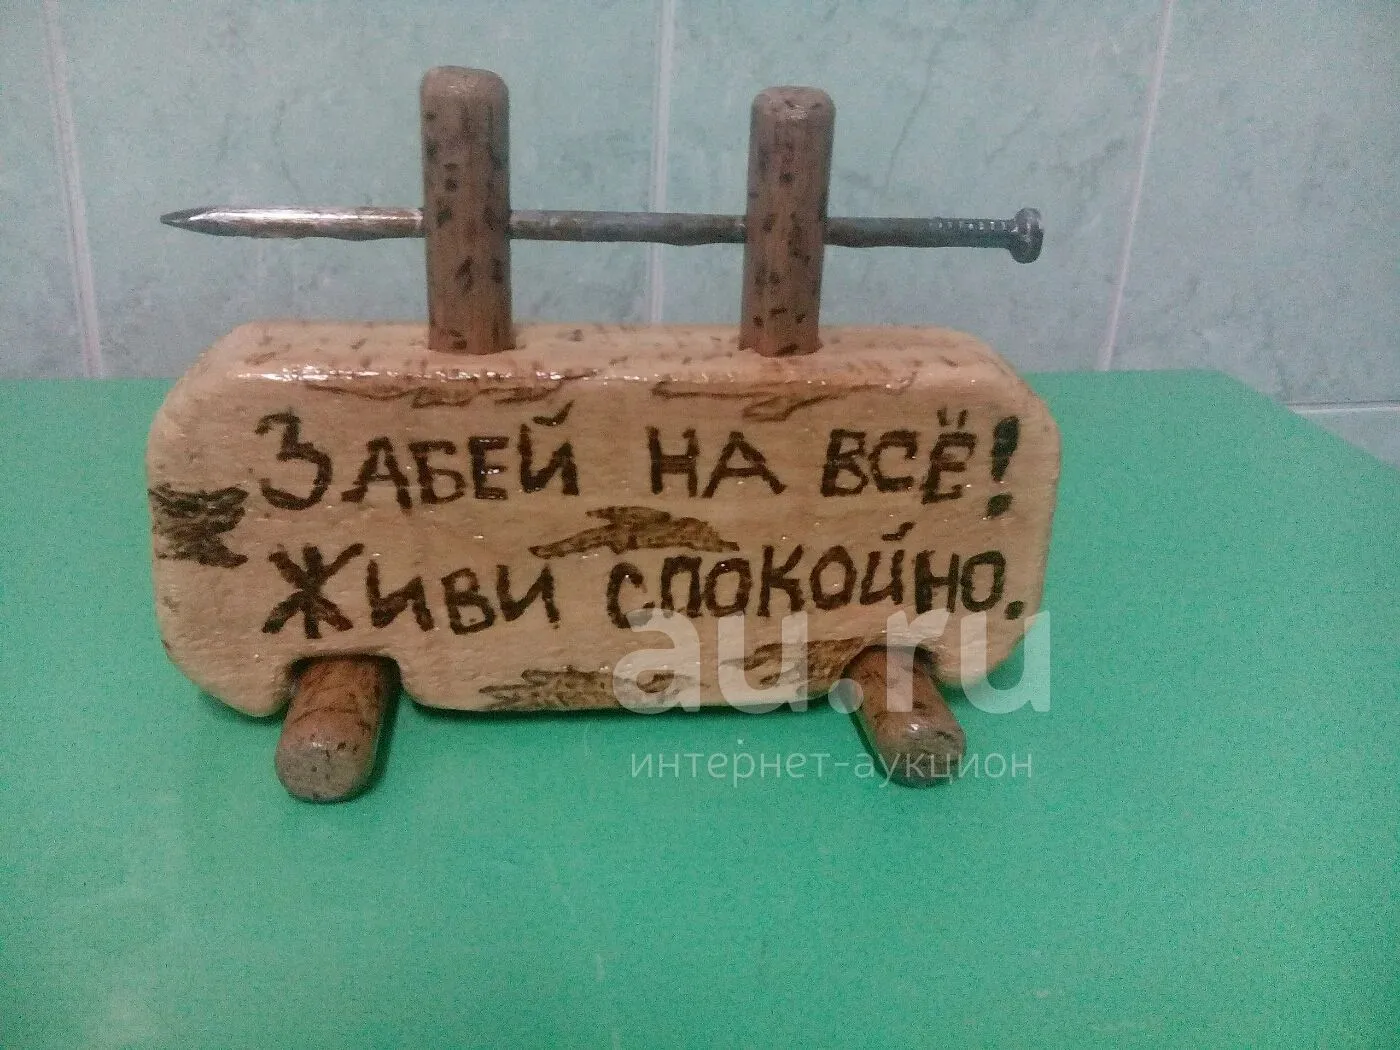 Забей на всё!
Живи спокойно.
au.ru
интернет-аукцион